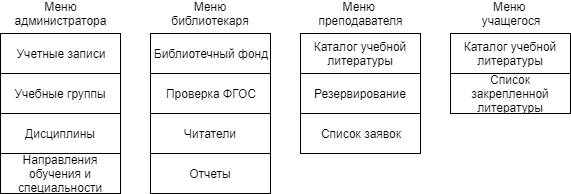 Меню
администратора
Учетные записи
Учебные группы
Дисциплины
Направления
обучения и
специальности
Меню
библиотекаря
Библиотечный фонд
Проверка ФГОС
Читатели
Отчеты
Меню
преподавателя
Каталог учебной
литературы
Резервирование
Список заявок
Меню
учащегося
Каталог учебной
литературы
Список
закрепленной
литературы